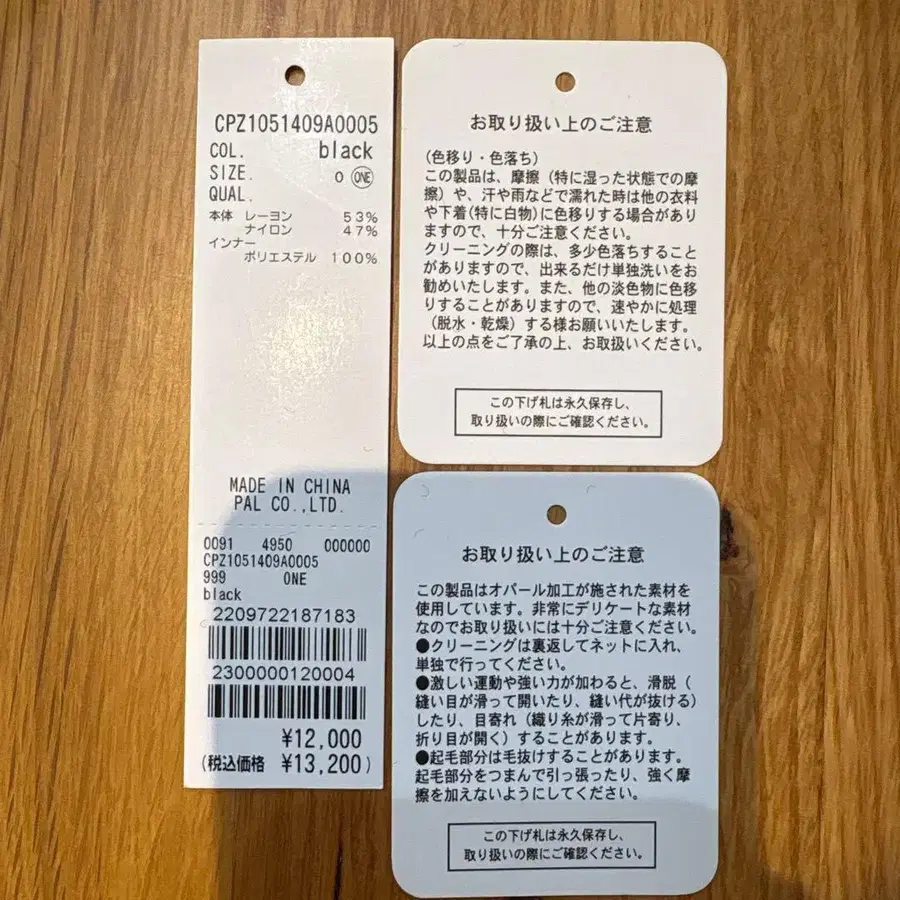 CPZ1051409A0005
COL. black
SIZE. 0 ONE
QUAL.
本体 レーヨン 53%
ナイロン 47%
インナー
ポリエステル 100%
MADE IN CHINA
PAL CO.,LTD.
0091 4950 000000
CPZ1051409A0005
999 ONE
black
2209722187183
2300000120004
¥12,000
(税込価格 ¥13,200)
お取り扱い上のご注意
(色移り・色落ち)
この製品は、摩擦(特に湿った状態での摩
擦)や、汗や雨などで濡れた時は他の衣料
や下着(特に白物)に色移りする場合があり
ますので、十分ご注意ください。
クリーニングの際は、多少色落ちすること
がありますので、出来るだけ単独洗いをお
勧めいたします。また、他の淡色物に色移
りすることがありますので、速やかに処理
(脱水・乾燥)する様お願いいたします。
以上の点をご了承の上、お取扱いください。
この下げ札は永久保存し、
取り扱いの際にご確認ください。
お取り扱い上のご注意
この製品はオパール加工が施された素材を
使用しています。非常にデリケートな素材
なのでお取り扱いには十分ご注意ください。
●クリーニングは裏返してネットに入れ、
単独で行ってください。
●激しい運動や強い力が加わると、滑脱(
縫い目が滑って開いたり、縫い代が抜ける)
したり、目寄れ(織り糸が滑って片寄り、
折り目が開く)することがあります。
●起毛部分は毛抜けすることがあります。
起毛部分をつまんで引っ張ったり、強く摩
擦を加えないようにしてください。
この下げ札は永久保存し、
取り扱いの際にご確認ください。